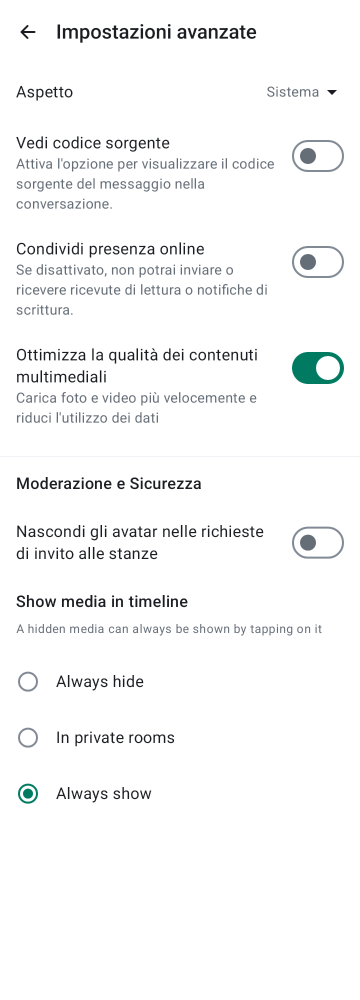 Impostazioni avanzate
Aspetto
Sistema
Vedi codice sorgente
Attiva l'opzione per visualizzare il codice
sorgente del messaggio nella
conversazione.
Condividi presenza online
Se disattivato, non potrai inviare o
ricevere ricevute di lettura o notifiche di
scrittura.
Ottimizza la qualità dei contenuti
multimediali
Carica foto e video più velocemente e
riduci l'utilizzo dei dati
Moderazione e Sicurezza
Nascondi gli avatar nelle richieste
di invito alle stanze
Show media in timeline
A hidden media can always be shown by tapping on it
Always hide
In private rooms
Always show